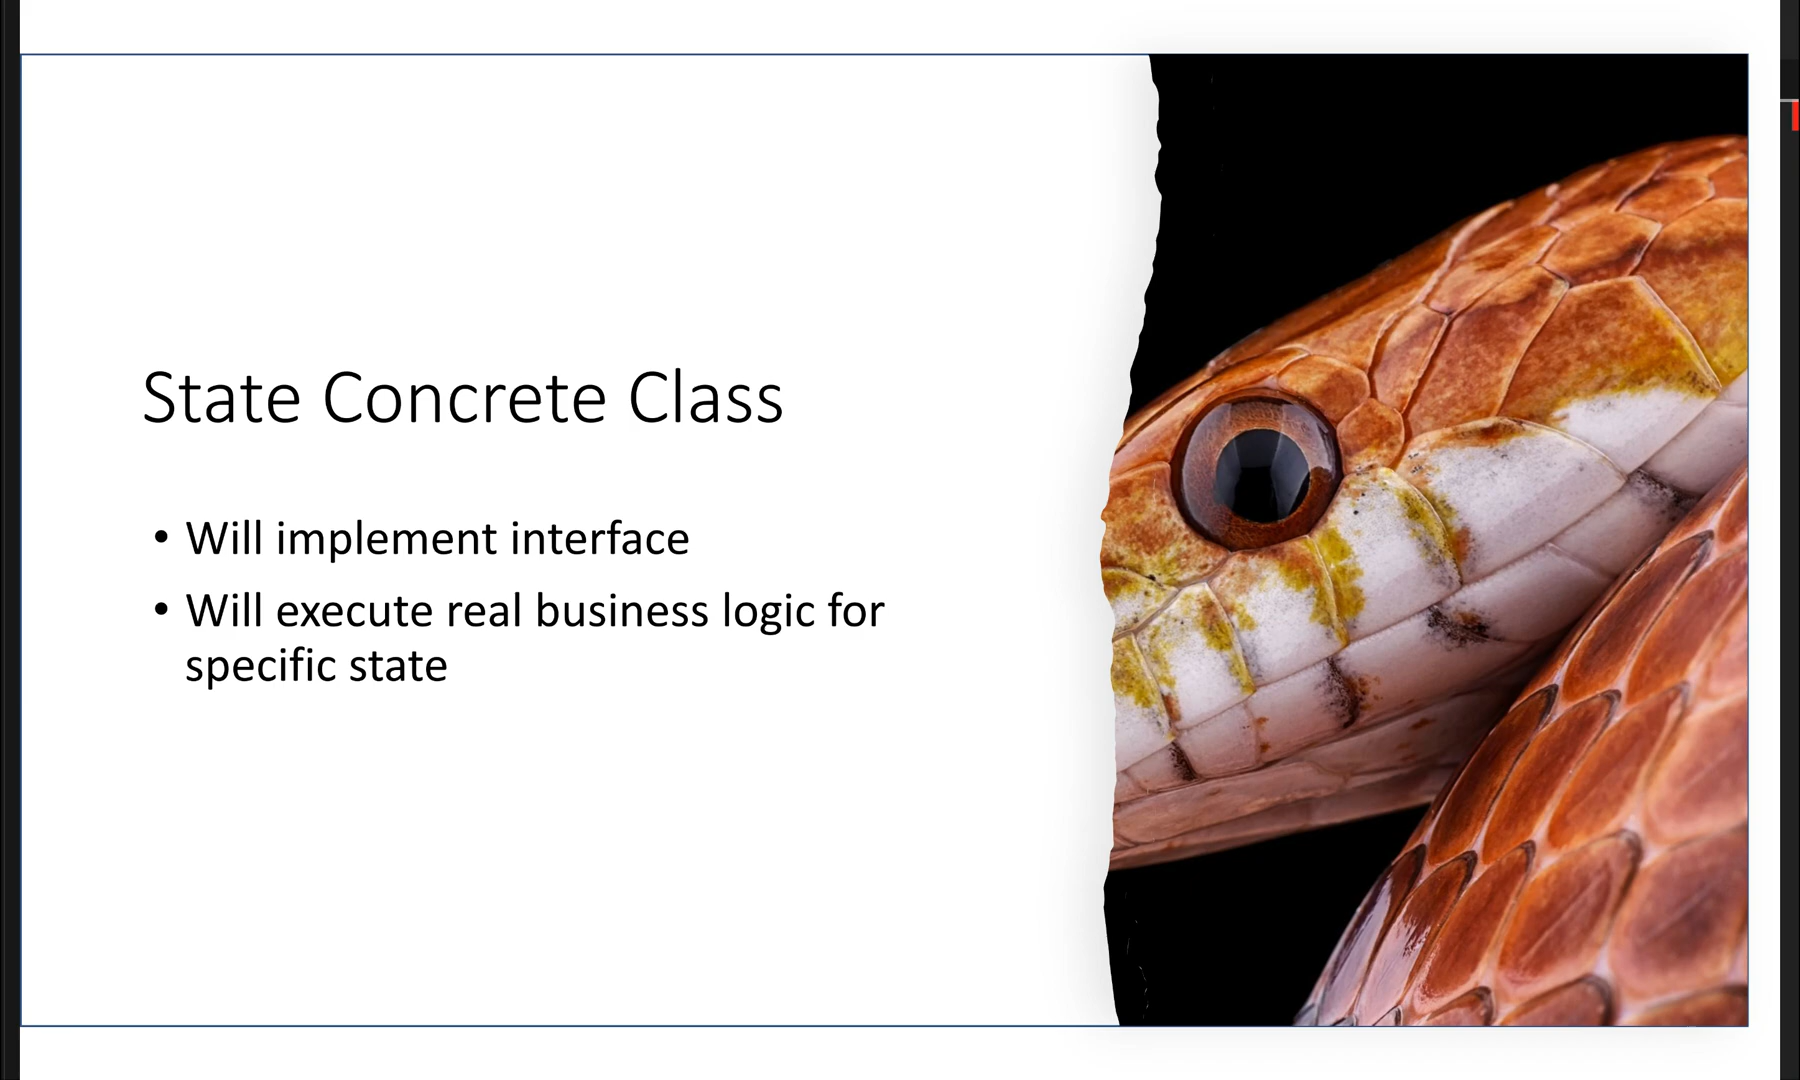 State Concrete Class
• Will implement interface
• Will execute real business logic for
specific state